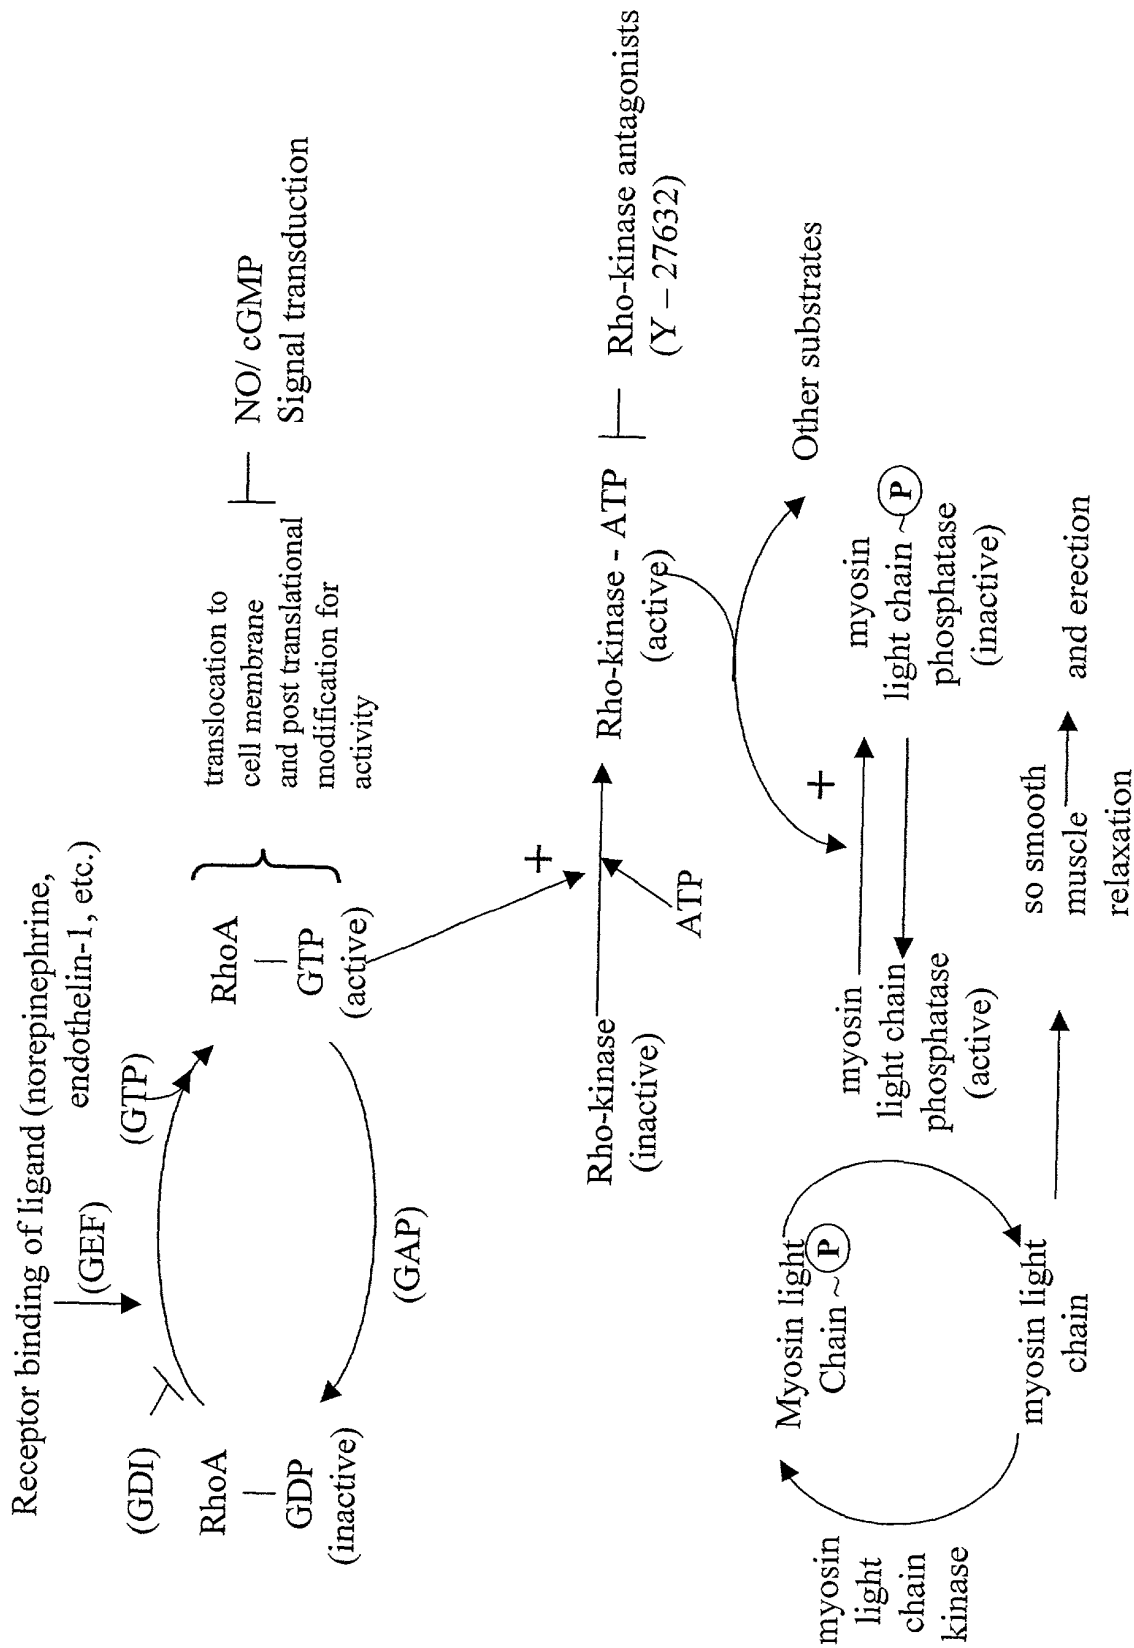 Receptor binding of ligand (norepinephrine,
endothelin-1, etc.)
(GEF)
(GDI)
(GTP)
RhoA
GDP
(inactive)
RhoA
GTP
(active)
(GAP)
translocation to
cell membrane
and post translational
modification for
activity
NO/ cGMP
Signal transduction
+
Rho-kinase
(inactive)
ATP
Rho-kinase - ATP
(active)
Rho-kinase antagonists
(Y – 27632)
Other substrates
+
Myosin light
Chain ~ P
myosin
light chain
phosphatase
(active)
myosin
light chain ~ P
phosphatase
(inactive)
myosin
light
chain
kinase
myosin light
chain
so smooth
muscle
relaxation
and erection